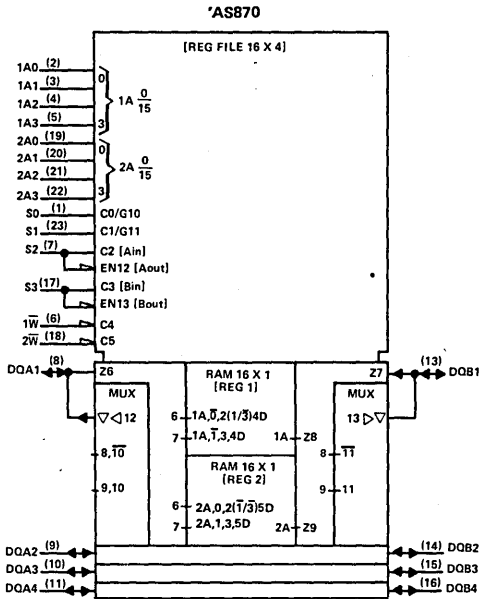 'AS870
[REG FILE 16 X 4]
1A0 (2)
1A1 (3)
1A2 (4)
1A3 (5)
0
3
1A 0/15
2A0 (19)
2A1 (20)
2A2 (21)
2A3 (22)
0
3
2A 0/15
S0 (1) C0/G10
S1 (23) C1/G11
S2 (7) C2 [Ain]
EN12 [Aout]
S3 (17) C3 [Bin]
EN13 [Bout]
1W̅ (6) C4
2W̅ (18) C5
DQA1 (8) Z6
RAM 16 X 1
[REG 1]
Z7 (13) DQB1
MUX
MUX
▽◁ 12
13 ▷▽
6 1A,0̅,2(1/3̅)4D
7 1A,1̅,3,4D
1A Z8
8,1̅0̅
8 1̅1̅
RAM 16 X 1
[REG 2]
9,10
9 11
6 2A,0,2(1̅/3̅)5D
7 2A,1,3,5D
2A Z9
DQA2 (9) (14) DQB2
DQA3 (10) (15) DQB3
DQA4 (11) (16) DQB4